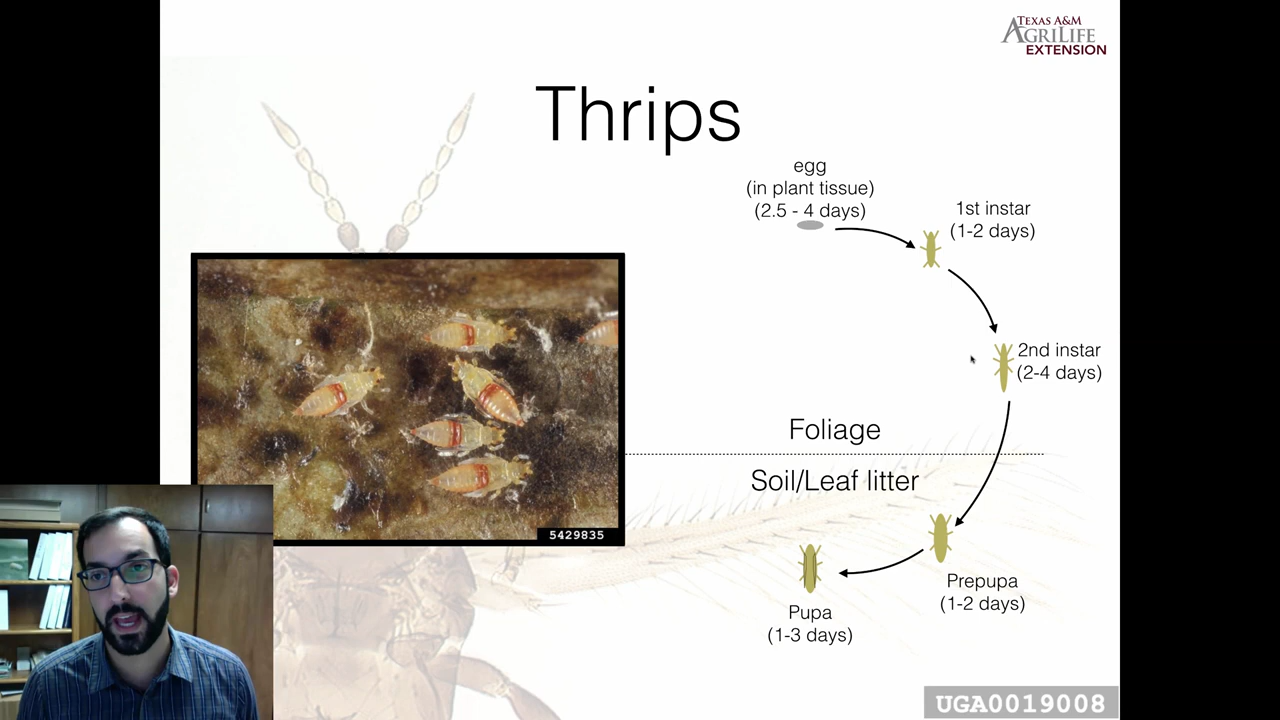 TEXAS A&M
AGRILIFE
EXTENSION
Thrips
egg
(in plant tissue)
(2.5 - 4 days)
1st instar
(1-2 days)
2nd instar
(2-4 days)
Foliage
Soil/Leaf litter
5429835
Prepupa
(1-2 days)
Pupa
(1-3 days)
UGA0019008